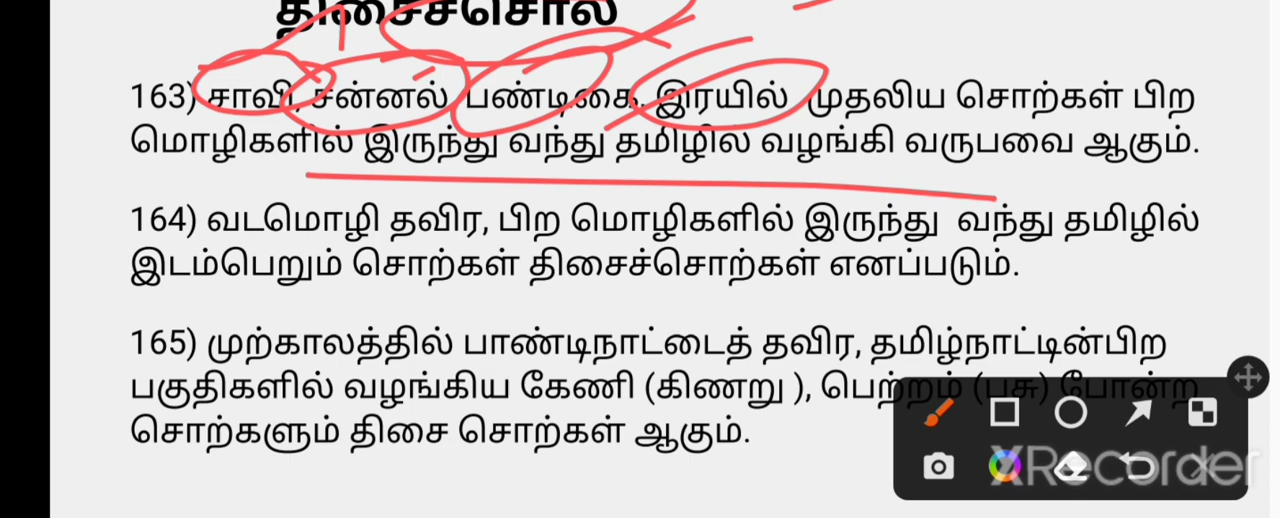 திசைச்சொல்
163) சாவி, சன்னல் பண்டிகை, இரயில் முதலிய சொற்கள் பிற
மொழிகளில் இருந்து வந்து தமிழில் வழங்கி வருபவை ஆகும்.
164) வடமொழி தவிர, பிற மொழிகளில் இருந்து வந்து தமிழில்
இடம்பெறும் சொற்கள் திசைச்சொற்கள் எனப்படும்.
165) முற்காலத்தில் பாண்டிநாட்டைத் தவிர, தமிழ்நாட்டின்பிற
பகுதிகளில் வழங்கிய கேணி (கிணறு ), பெற்றம் (பசு) போன்ற
சொற்களும் திசை சொற்கள் ஆகும்.
XRecorder